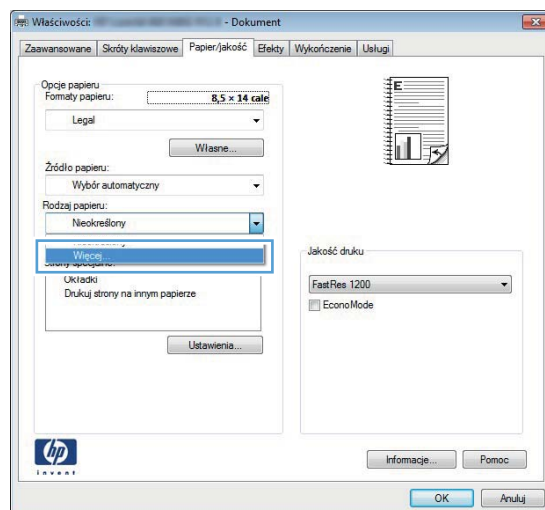 Właściwości: - Dokument
Zaawansowane Skróty klawiszowe Papier/jakość Efekty Wykończenie Usługi
Opcje papieru
Formaty papieru: 8,5 × 14 cale
Legal
Własne...
Źródło papieru:
Wybór automatyczny
Rodzaj papieru:
Nieokreślony
Więcej...
Okładki
Drukuj strony na innym papierze
Ustawienia...
E
Jakość druku
FastRes 1200
EconoMode
hp
invent
Informacje... Pomoc
OK Anuluj